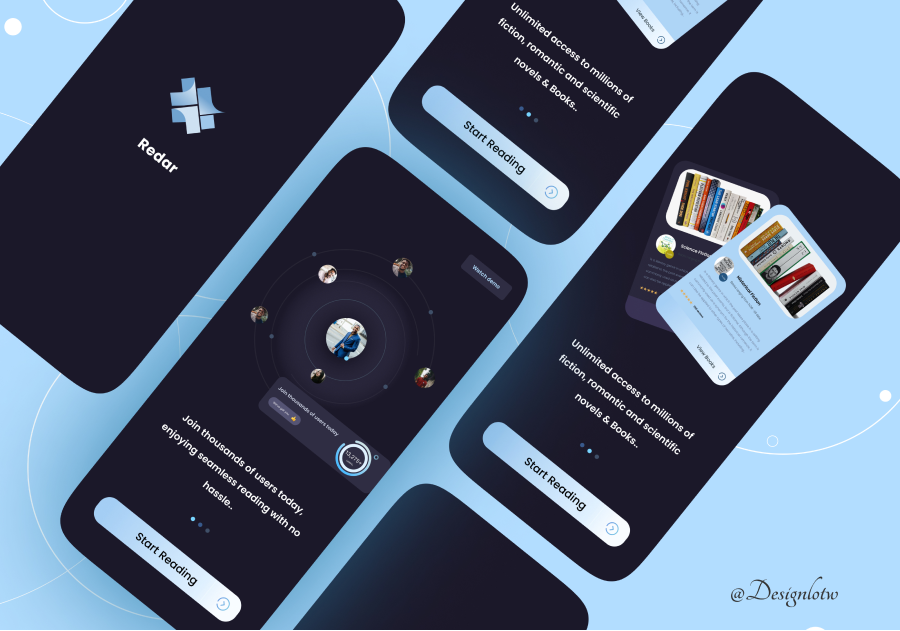 Redar
Unlimited access to millions of
fiction, romantic and scientific
novels & Books..
Start Reading
View Books
Watch demo
Join thousands of users today
Join thousands of users today,
enjoying seamless reading with no
hassle..
Start Reading
Science Fiction
Historical Fiction
View Books
Unlimited access to millions of
fiction, romantic and scientific
novels & Books..
Start Reading
@Designlotw